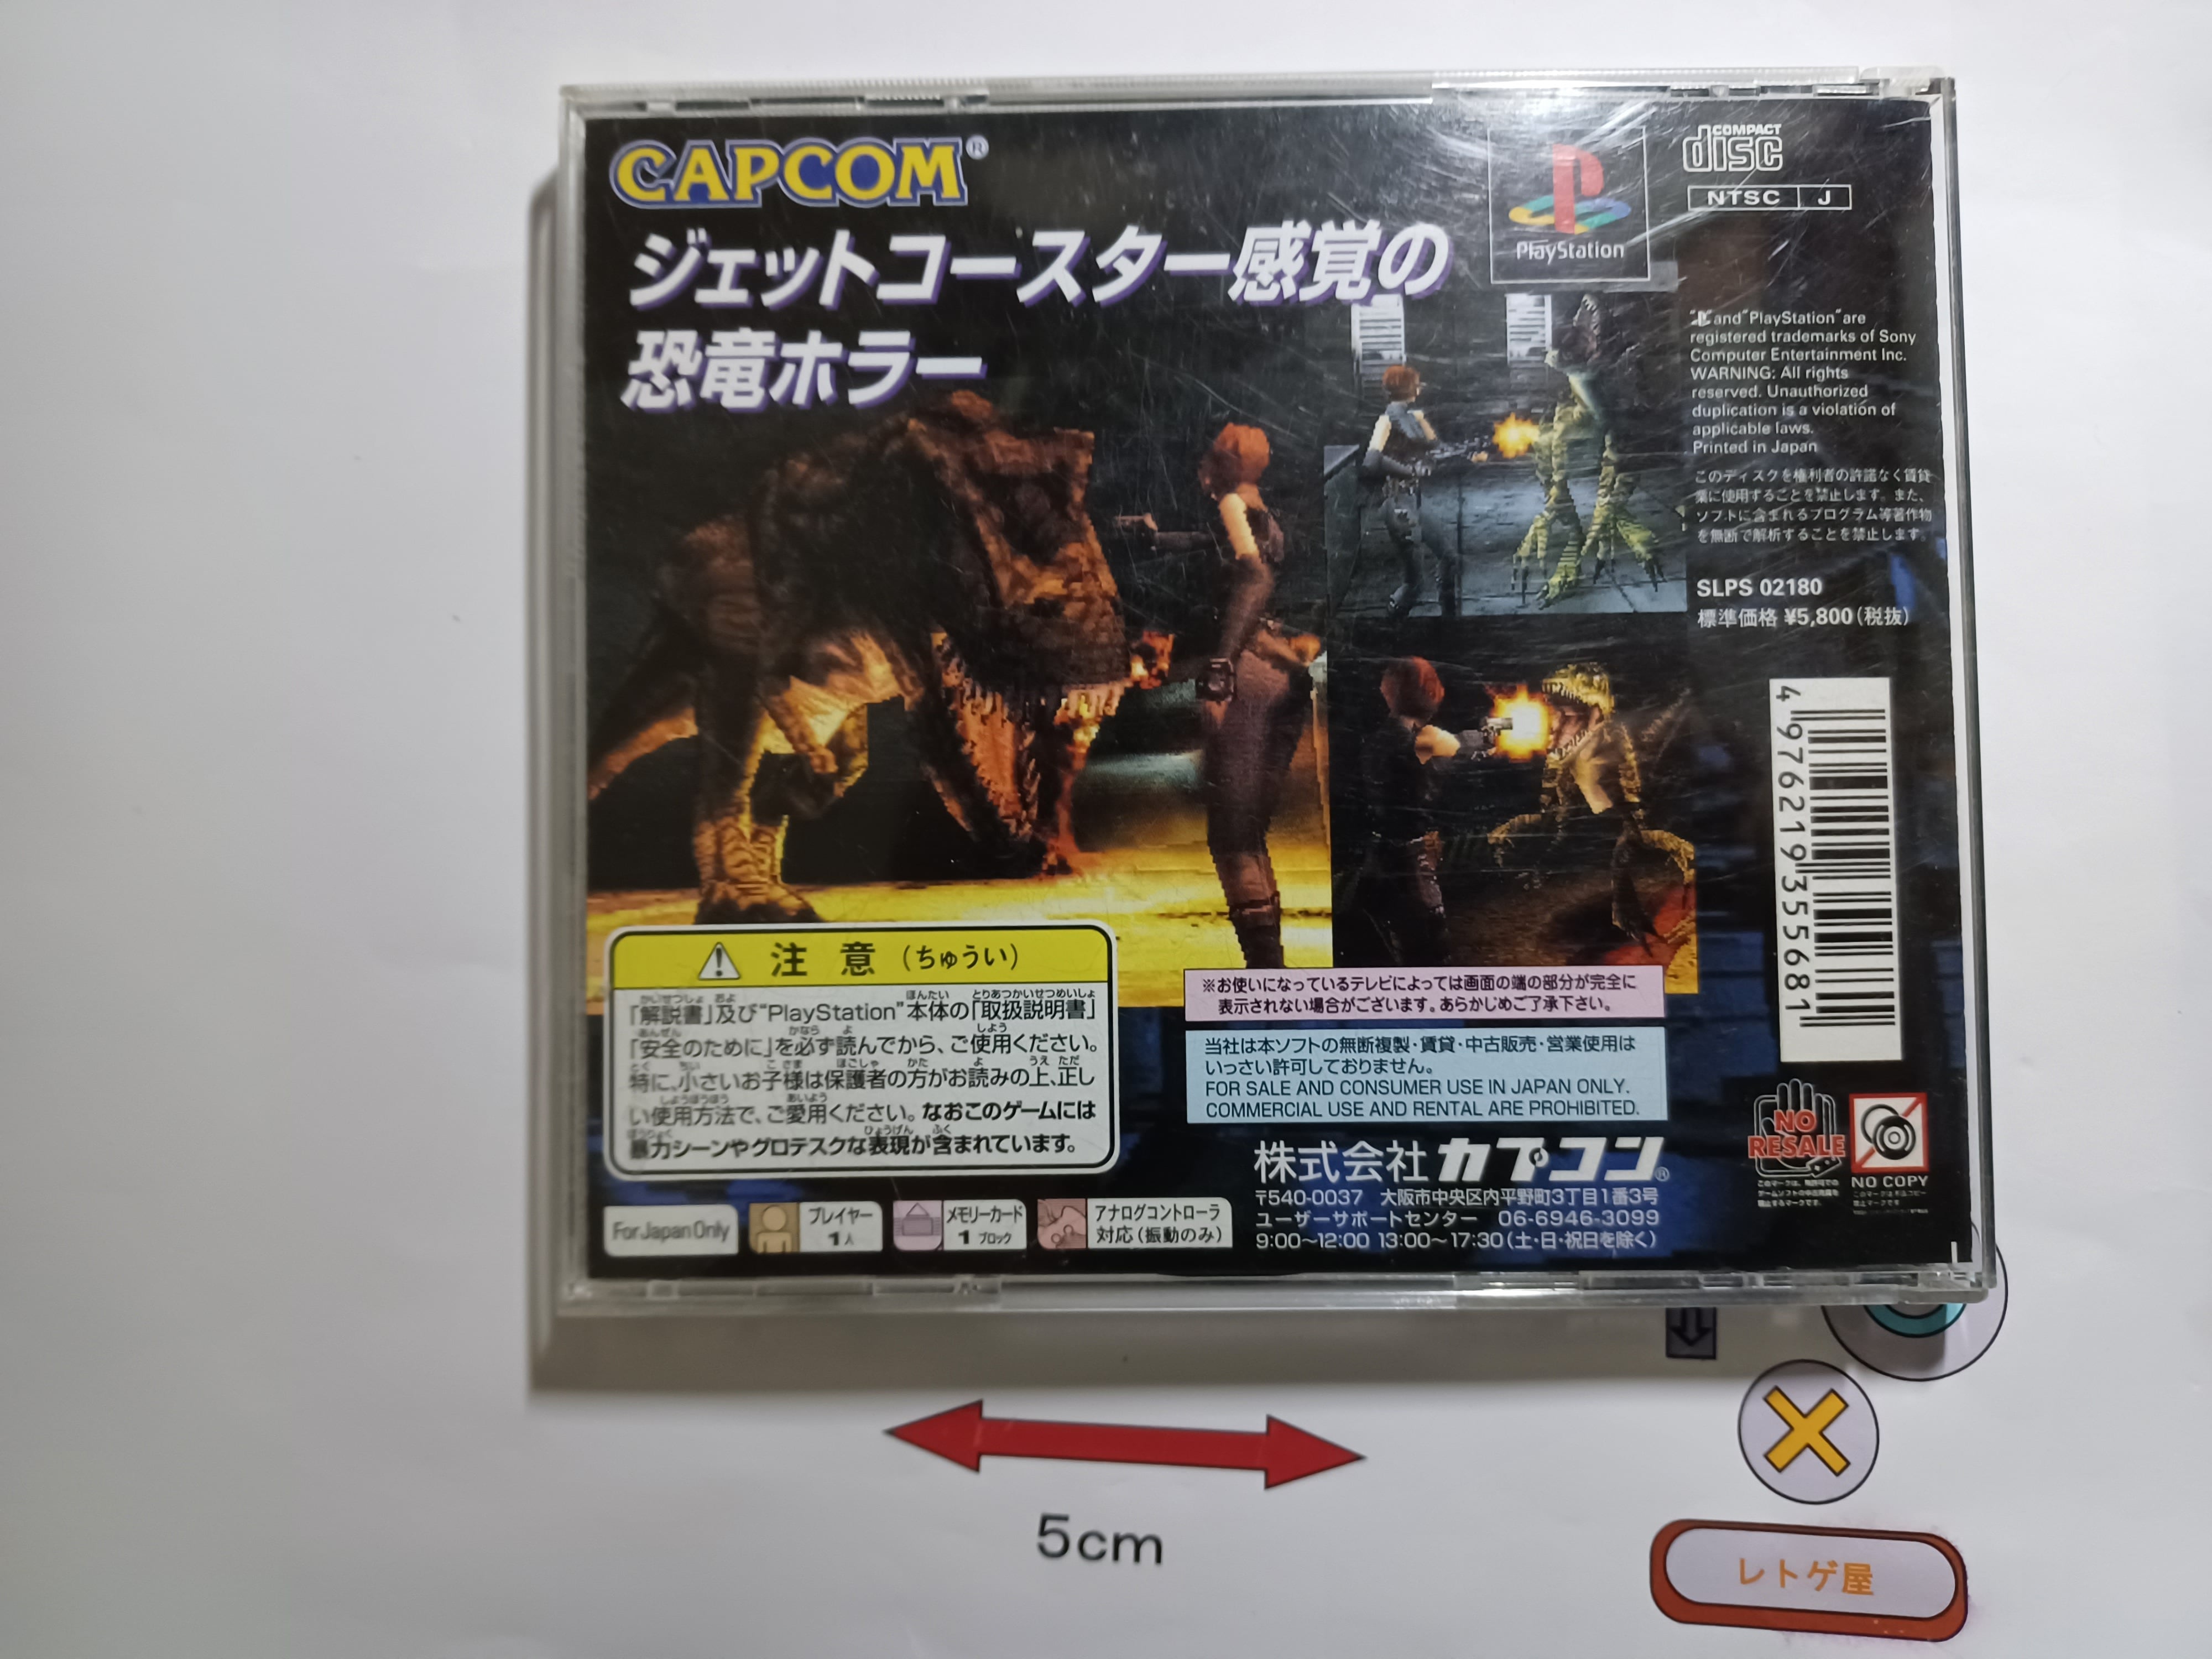 CAPCOM®
ジェットコースター感覚の
恐竜ホラー
PlayStation
COMPACT
disc
NTSC J
"PS" and "PlayStation" are
registered trademarks of Sony
Computer Entertainment Inc.
WARNING: All rights
reserved. Unauthorized
duplication is a violation of
applicable laws.
Printed in Japan
このディスクを権利者の許諾なく賃貸
業に使用することを禁止します。また、
ソフトに含まれるプログラム等著作物
を無断で解析することを禁止します。
SLPS 02180
標準価格 ¥5,800(税抜)
4976219355681
注 意 (ちゅうい)
「解説書」及び“PlayStation”本体の「取扱説明書」
「安全のために」を必ず読んでから、ご使用ください。
特に、小さいお子様は保護者の方がお読みの上、正し
い使用方法で、ご愛用ください。なおこのゲームには
暴力シーンやグロテスクな表現が含まれています。
※お使いになっているテレビによっては画面の端の部分が完全に
表示されない場合がございます。あらかじめご了承下さい。
当社は本ソフトの無断複製・賃貸・中古販売・営業使用は
いっさい許可しておりません。
FOR SALE AND CONSUMER USE IN JAPAN ONLY.
COMMERCIAL USE AND RENTAL ARE PROHIBITED.
株式会社 カプコン®
〒540-0037 大阪市中央区内平野町3丁目1番3号
ユーザーサポートセンター 06-6946-3099
9:00～12:00 13:00～17:30(土・日・祝日を除く)
NO
RESALE
NO COPY
For Japan Only
プレイヤー
1人
メモリーカード
1 ブロック
アナログコントローラ
対応(振動のみ)
5cm
レトゲ屋